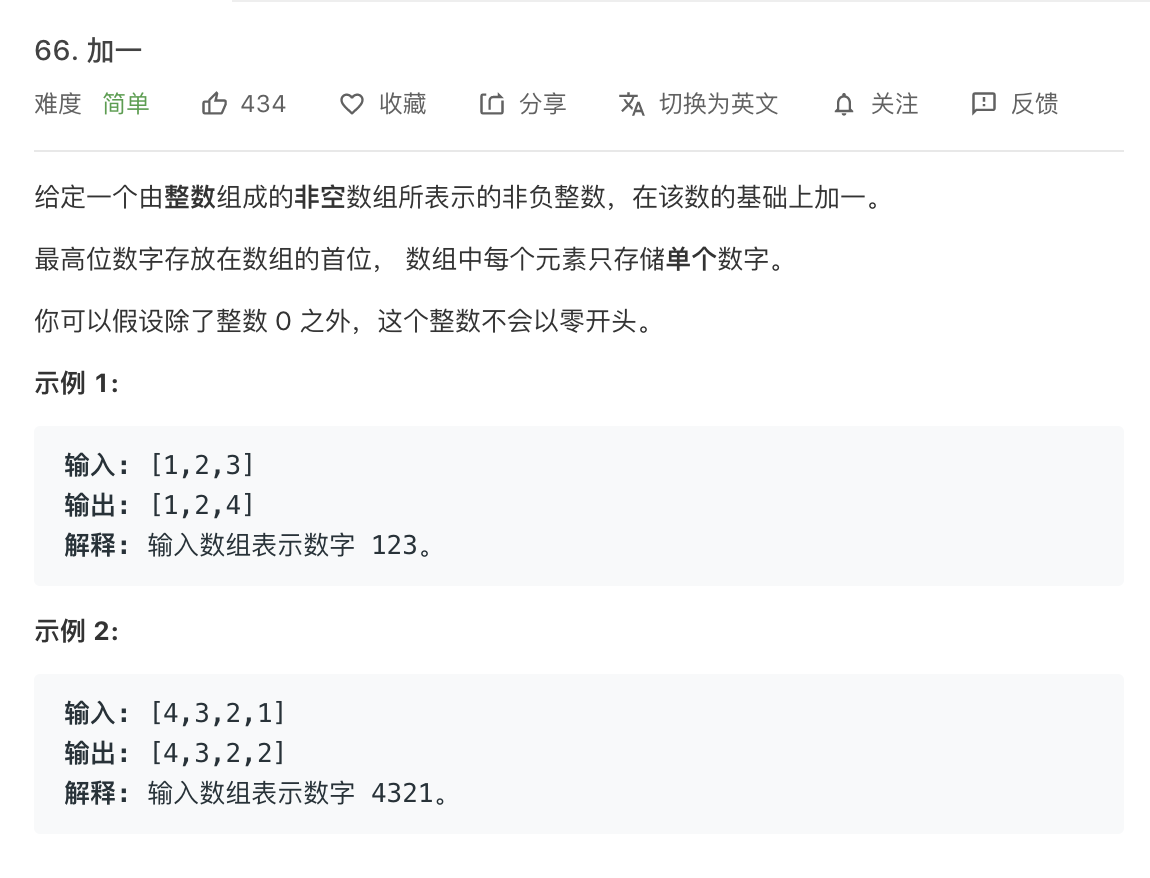 66. 加一
难度 简单 434 收藏 分享 切换为英文 关注 反馈
给定一个由整数组成的非空数组所表示的非负整数，在该数的基础上加一。
最高位数字存放在数组的首位， 数组中每个元素只存储单个数字。
你可以假设除了整数 0 之外，这个整数不会以零开头。
示例 1:
输入: [1,2,3]
输出: [1,2,4]
解释: 输入数组表示数字 123。
示例 2:
输入: [4,3,2,1]
输出: [4,3,2,2]
解释: 输入数组表示数字 4321。